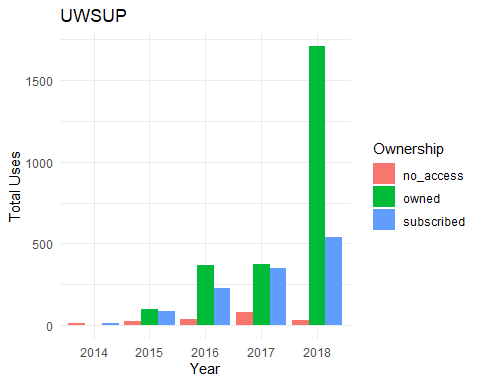 UWSUP
Total Uses
1500
1000
500
0
2014 2015 2016 2017 2018
Year
Ownership
no_access
owned
subscribed